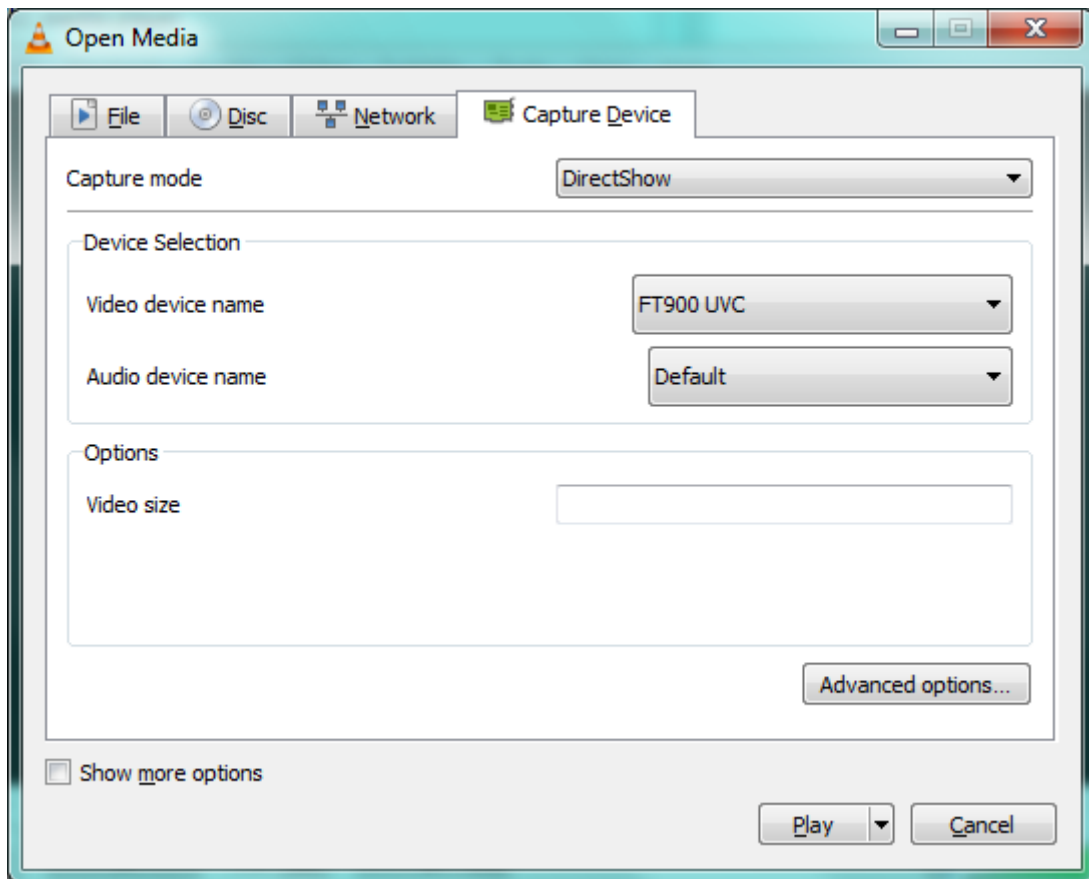 Open Media
File Disc Network Capture Device
Capture mode DirectShow
Device Selection
Video device name FT900 UVC
Audio device name Default
Options
Video size
Advanced options...
Show more options
Play Cancel